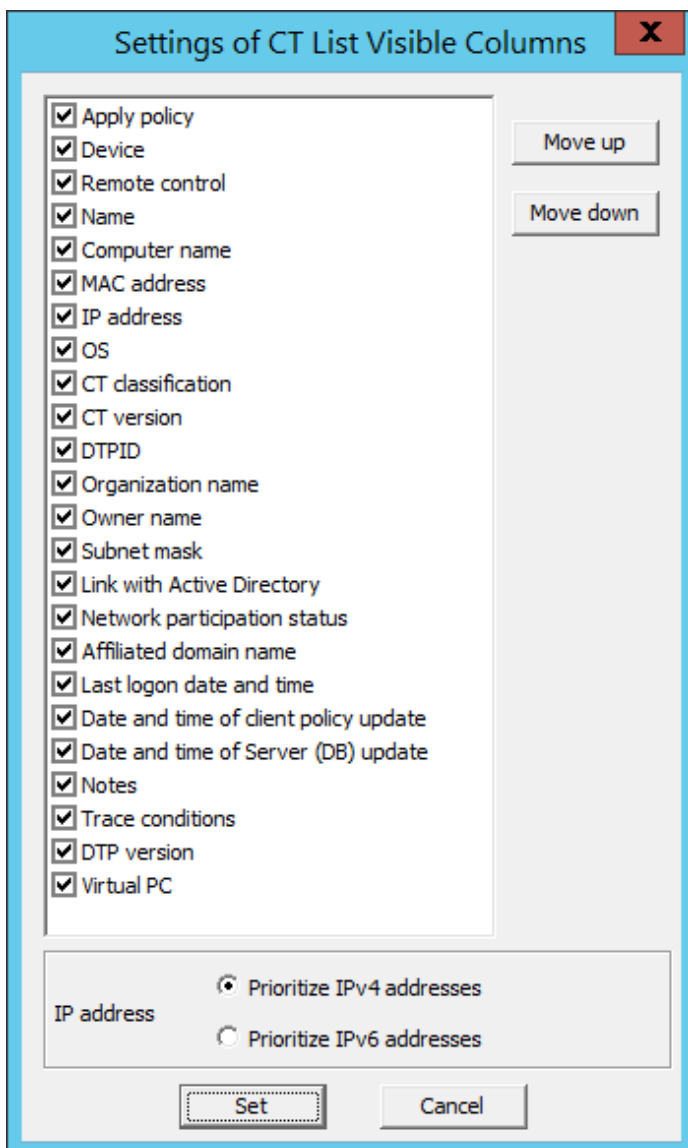 Settings of CT List Visible Columns
X
Apply policy
Move up
Device
Remote control
Move down
Name
Computer name
MAC address
IP address
OS
CT classification
CT version
DTPID
Organization name
Owner name
Subnet mask
Link with Active Directory
Network participation status
Affiliated domain name
Last logon date and time
Date and time of client policy update
Date and time of Server (DB) update
Notes
Trace conditions
DTP version
Virtual PC
IP address
Prioritize IPv4 addresses
Prioritize IPv6 addresses
Set
Cancel